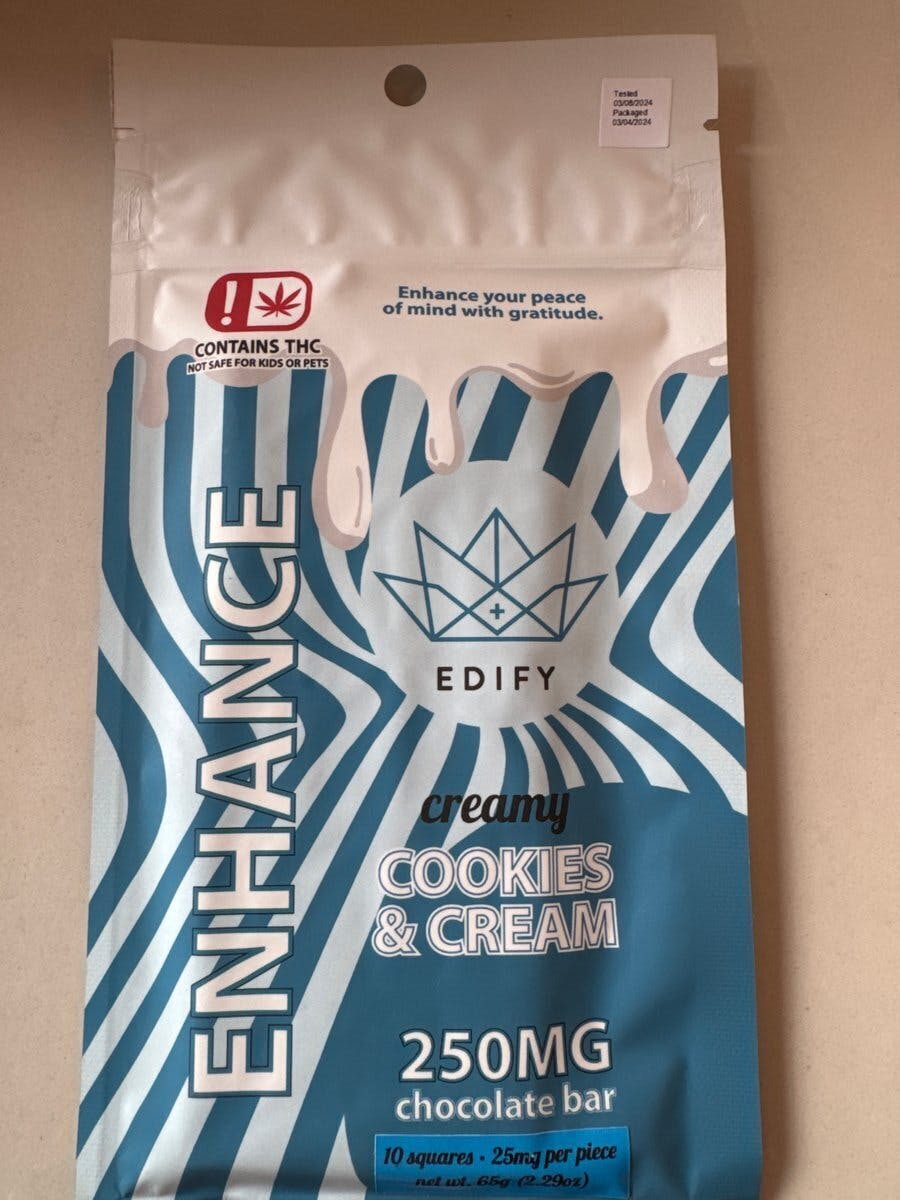 Tested
03/08/2024
Packaged
03/04/2024
!
Enhance your peace
of mind with gratitude.
CONTAINS THC
NOT SAFE FOR KIDS OR PETS
ENHANCE
+
EDIFY
creamy
COOKIES
& CREAM
250MG
chocolate bar
10 squares • 25mg per piece
net wt. 65g (2.29oz)